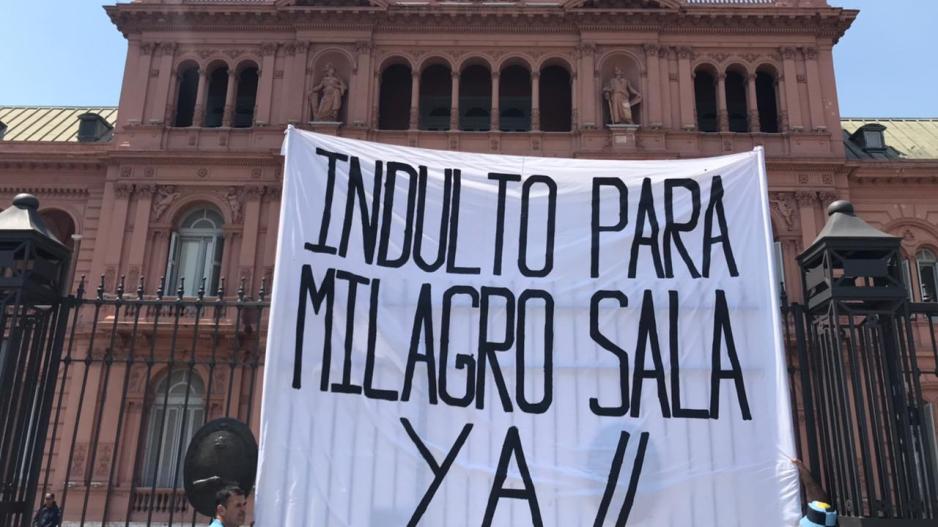 INDULTO PARA
MILAGRO SALA
YA//